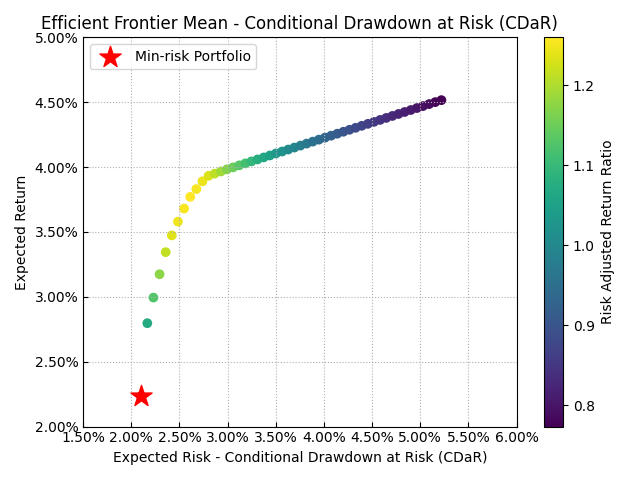 Efficient Frontier Mean - Conditional Drawdown at Risk (CDaR)
5.00%
4.50%
4.00%
3.50%
3.00%
2.50%
2.00%
Expected Return
Min-risk Portfolio
1.50% 2.00% 2.50% 3.00% 3.50% 4.00% 4.50% 5.00% 5.50% 6.00%
Expected Risk - Conditional Drawdown at Risk (CDaR)
1.2
1.1
1.0
0.9
0.8
Risk Adjusted Return Ratio